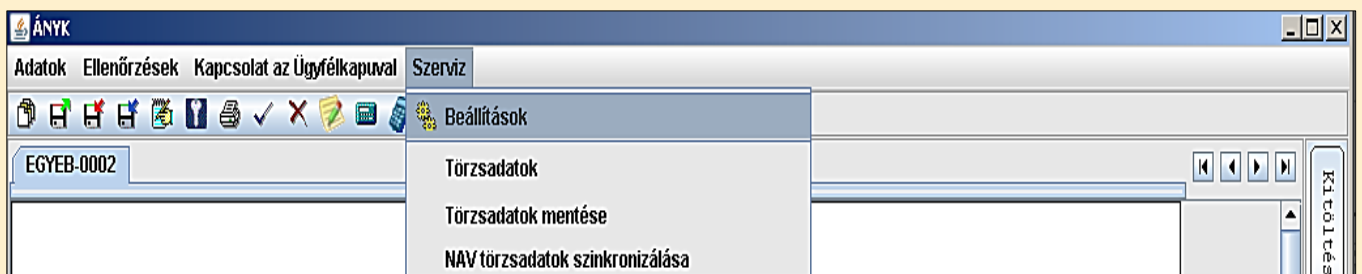 ÁNYK
Adatok Ellenőrzések Kapcsolat az Ügyfélkapuval Szerviz
Beállítások
EGYEB-0002
Törzsadatok
Törzsadatok mentése
NAV törzsadatok szinkronizálása
Kitöltés